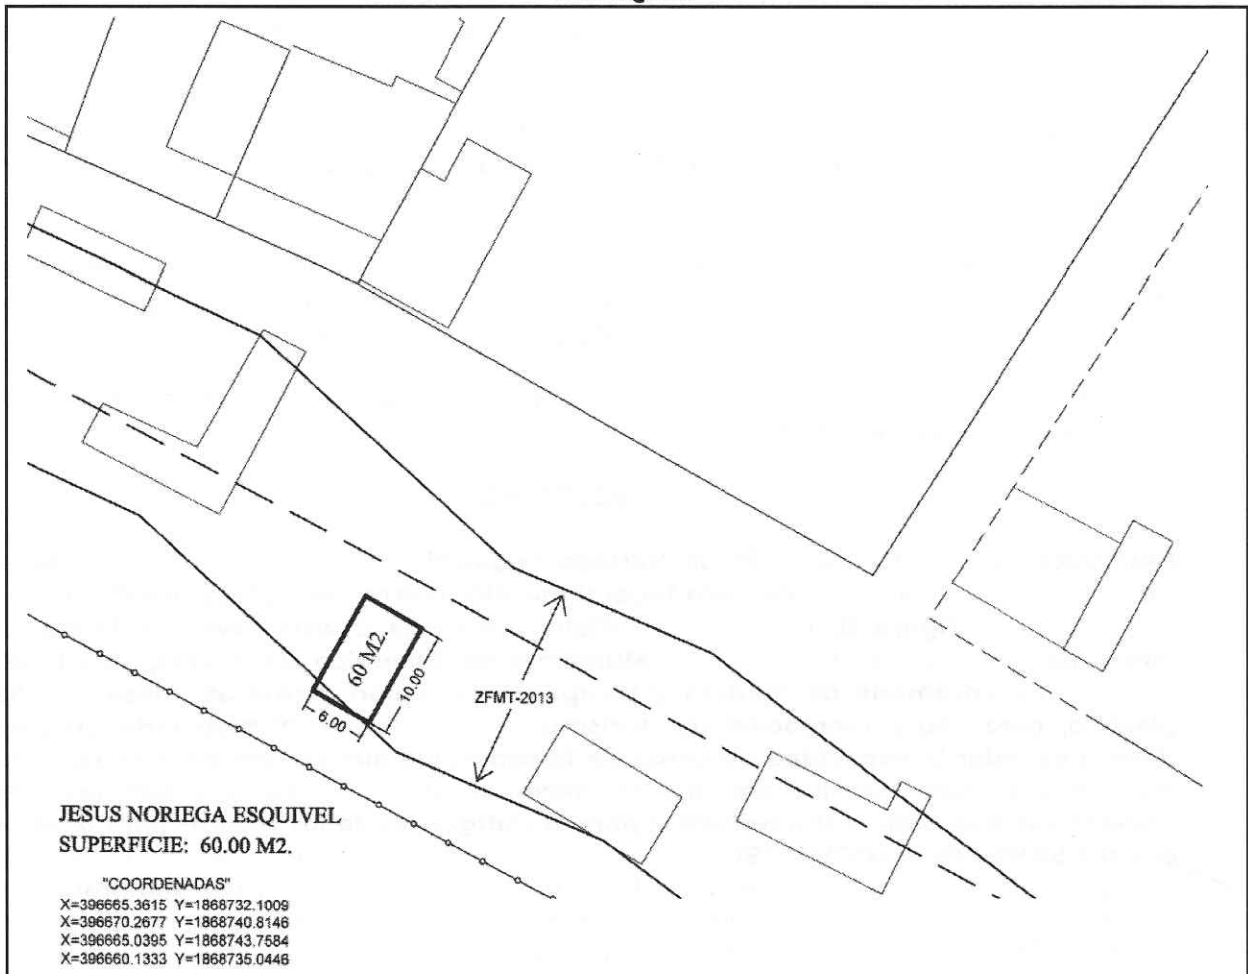 60 M2.
10.00
6.00
ZFMT-2013
JESUS NORIEGA ESQUIVEL
SUPERFICIE: 60.00 M2.
"COORDENADAS"
X=396665.3615 Y=1868732.1009
X=396670.2677 Y=1868740.8146
X=396665.0395 Y=1868743.7584
X=396660.1333 Y=1868735.0446